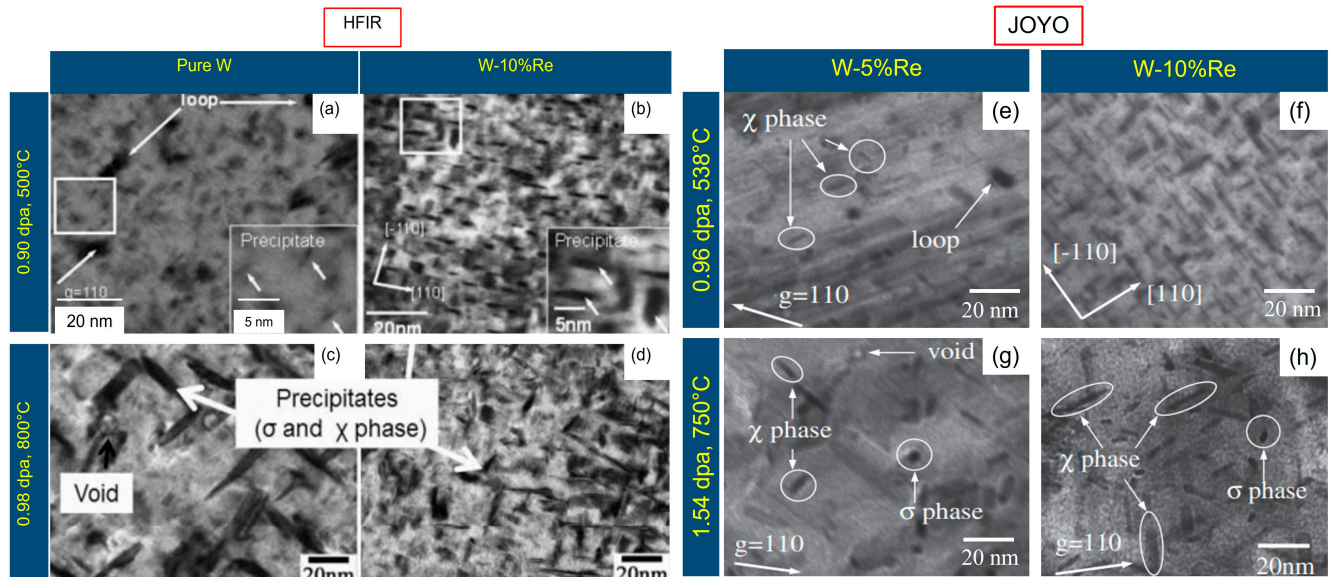 HFIR
JOYO
Pure W
W-10%Re
W-5%Re
W-10%Re
0.90 dpa, 500°C
loop
(a)
Precipitate
g=110
20 nm
5 nm
(b)
[-110]
[110]
20nm
Precipitate
5nm
0.96 dpa, 538°C
(e)
χ phase
loop
g=110
20 nm
(f)
[-110]
[110]
20 nm
0.98 dpa, 800°C
(c)
Precipitates
(σ and χ phase)
Void
20nm
(d)
20nm
1.54 dpa, 750°C
(g)
void
χ phase
σ phase
g=110
20 nm
(h)
χ phase
σ phase
g=110
20nm